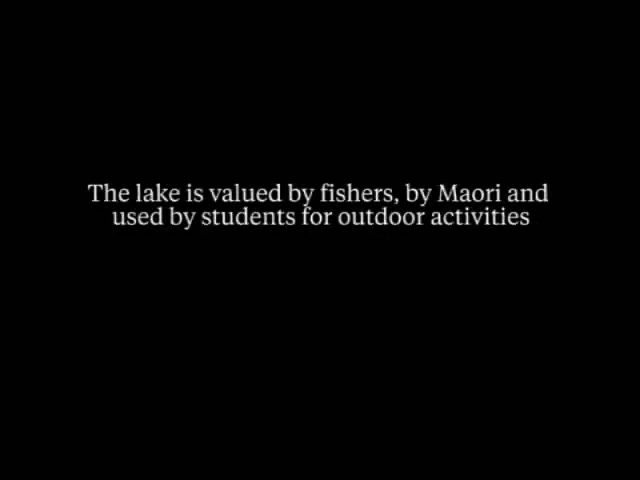 The lake is valued by fishers, by Maori and
used by students for outdoor activities